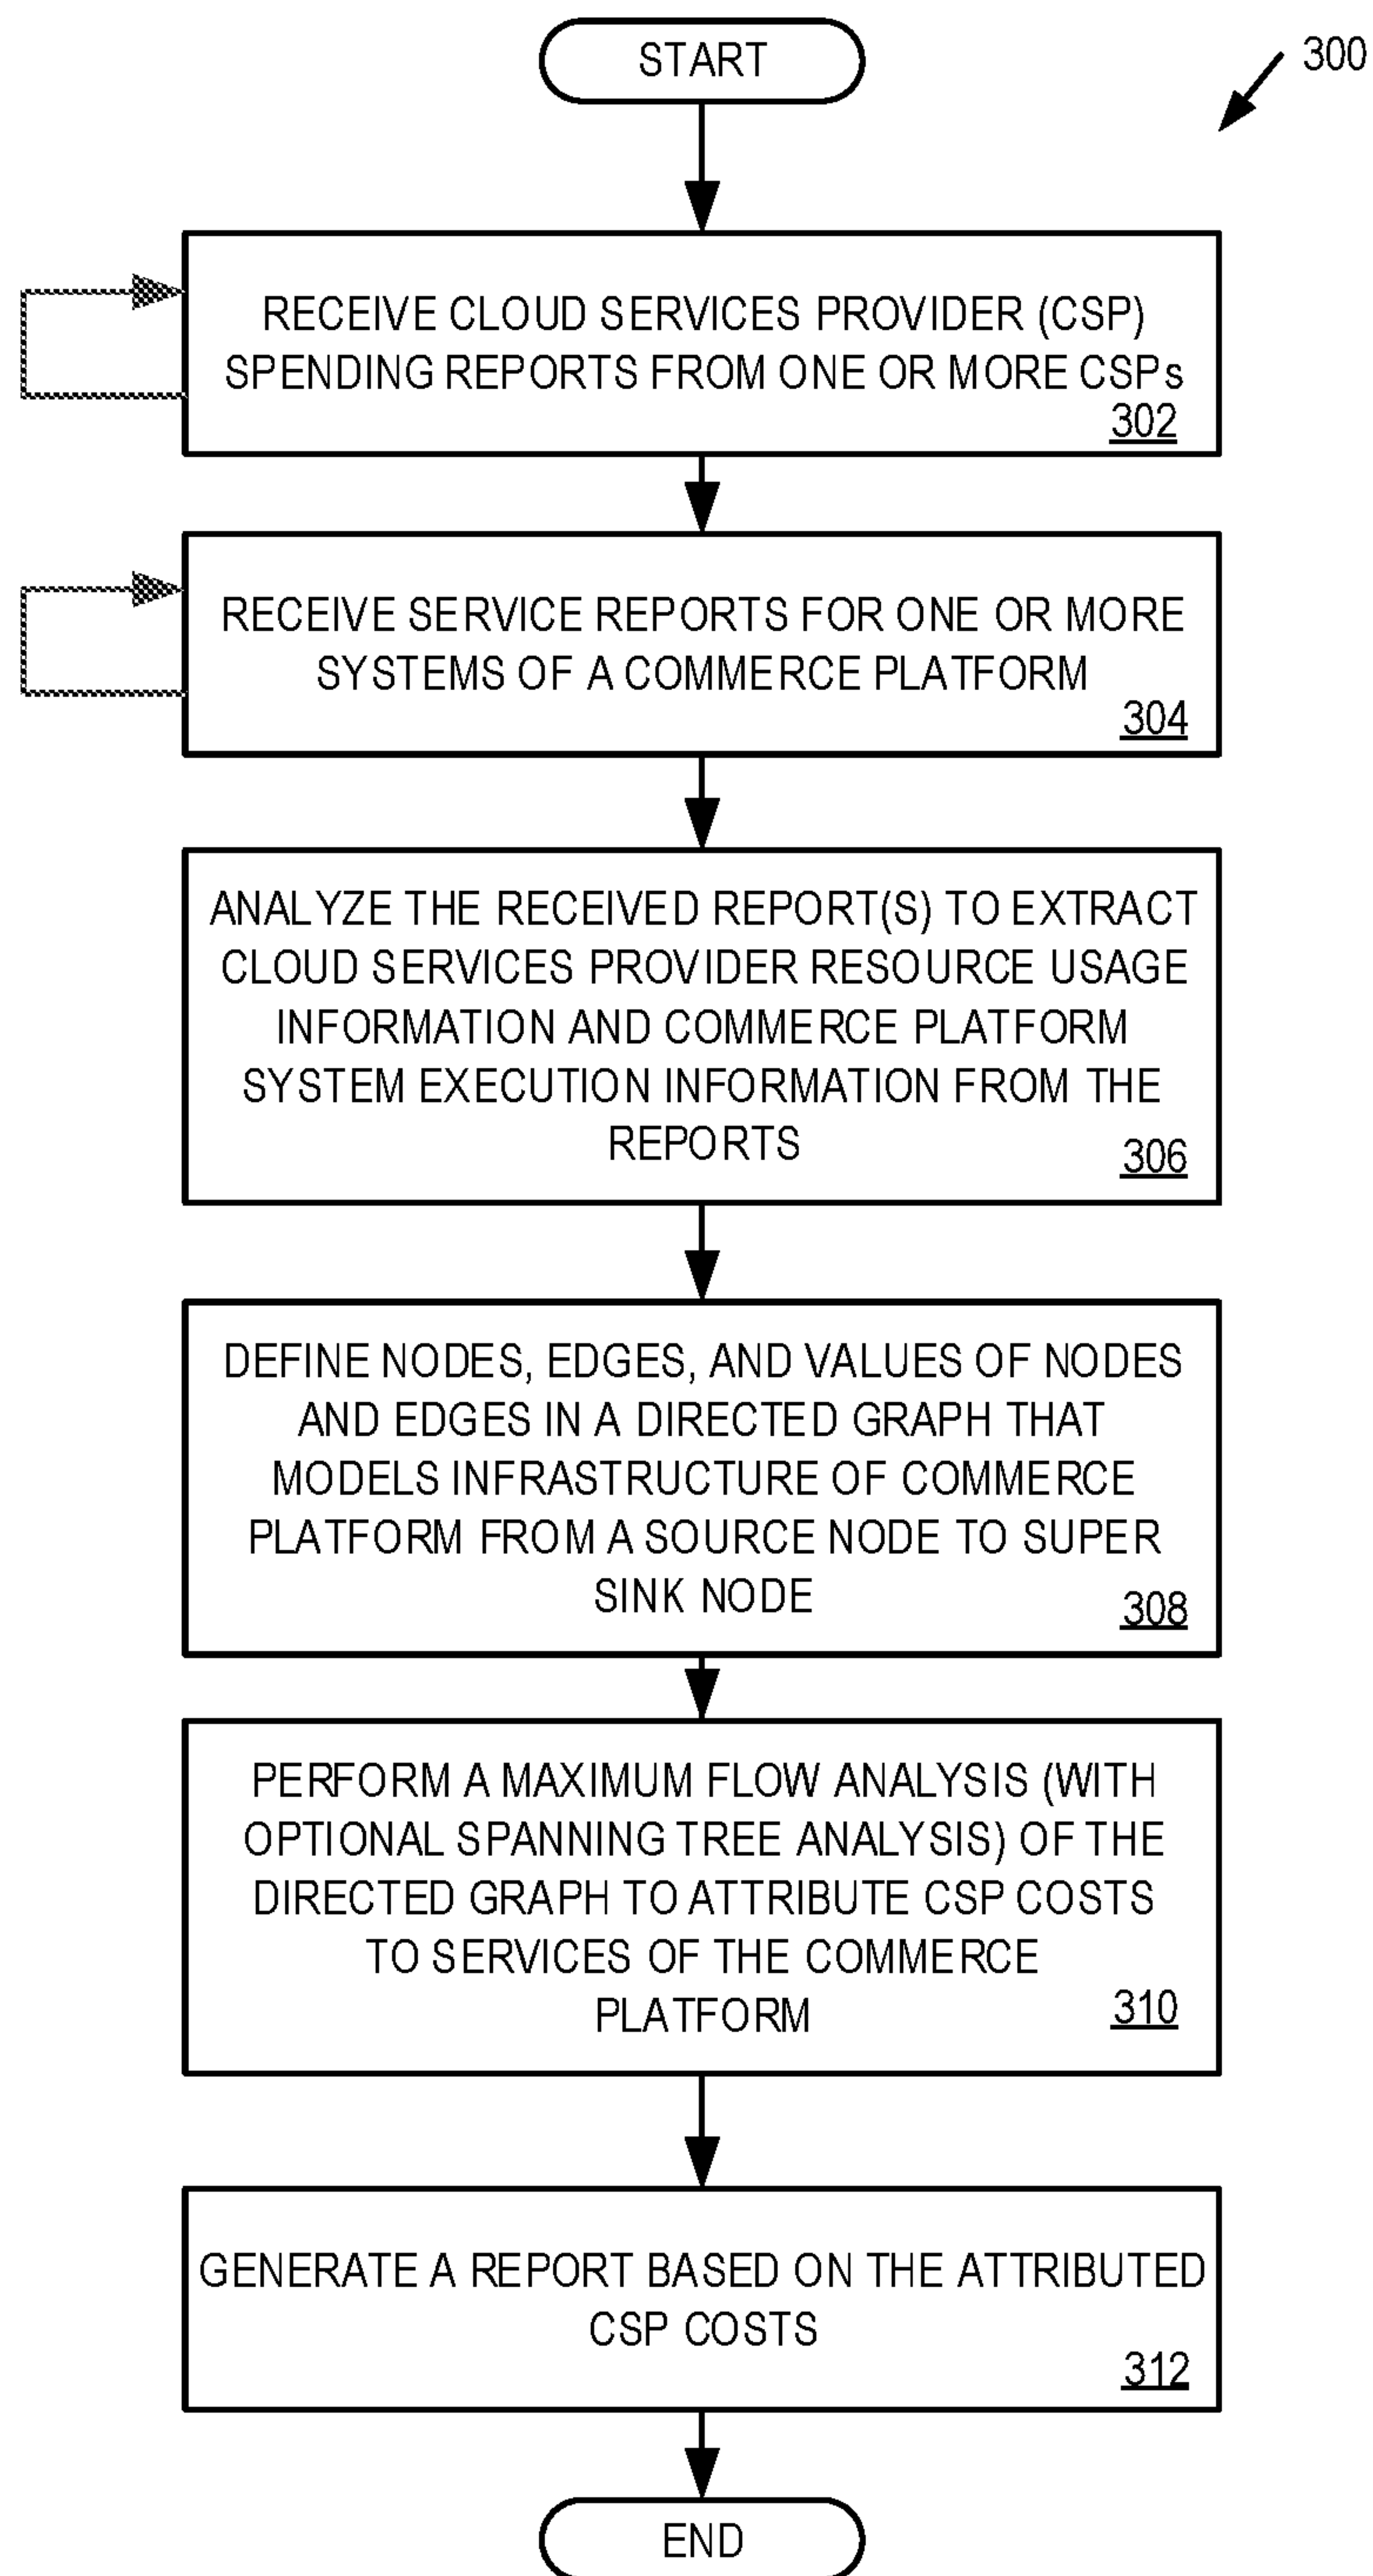 START
300
RECEIVE CLOUD SERVICES PROVIDER (CSP)
SPENDING REPORTS FROM ONE OR MORE CSPs
302
RECEIVE SERVICE REPORTS FOR ONE OR MORE
SYSTEMS OF A COMMERCE PLATFORM
304
ANALYZE THE RECEIVED REPORT(S) TO EXTRACT
CLOUD SERVICES PROVIDER RESOURCE USAGE
INFORMATION AND COMMERCE PLATFORM
SYSTEM EXECUTION INFORMATION FROM THE
REPORTS
306
DEFINE NODES, EDGES, AND VALUES OF NODES
AND EDGES IN A DIRECTED GRAPH THAT
MODELS INFRASTRUCTURE OF COMMERCE
PLATFORM FROM A SOURCE NODE TO SUPER
SINK NODE
308
PERFORM A MAXIMUM FLOW ANALYSIS (WITH
OPTIONAL SPANNING TREE ANALYSIS) OF THE
DIRECTED GRAPH TO ATTRIBUTE CSP COSTS
TO SERVICES OF THE COMMERCE
PLATFORM
310
GENERATE A REPORT BASED ON THE ATTRIBUTED
CSP COSTS
312
END